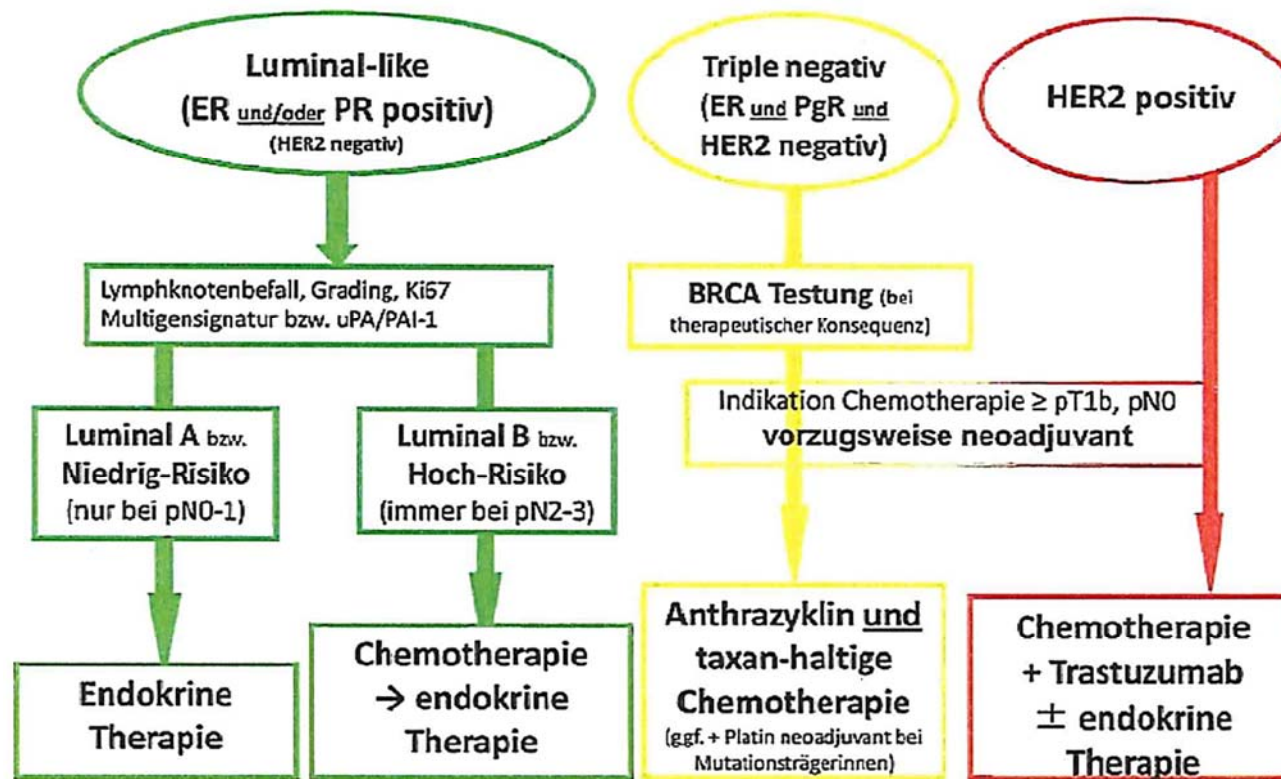 Luminal-like
(ER und/oder PR positiv)
(HER2 negativ)
Triple negativ
(ER und PgR und
HER2 negativ)
HER2 positiv
Lymphknotenbefall, Grading, Ki67
Multigensignatur bzw. uPA/PAI-1
BRCA Testung (bei
therapeutischer Konsequenz)
Indikation Chemotherapie ≥ pT1b, pN0
vorzugsweise neoadjuvant
Luminal A bzw.
Niedrig-Risiko
(nur bei pN0-1)
Luminal B bzw.
Hoch-Risiko
(immer bei pN2-3)
Endokrine
Therapie
Chemotherapie
→ endokrine
Therapie
Anthrazyklin und
taxan-haltige
Chemotherapie
(ggf. + Platin neoadjuvant bei
Mutationsträgerinnen)
Chemotherapie
+ Trastuzumab
± endokrine
Therapie